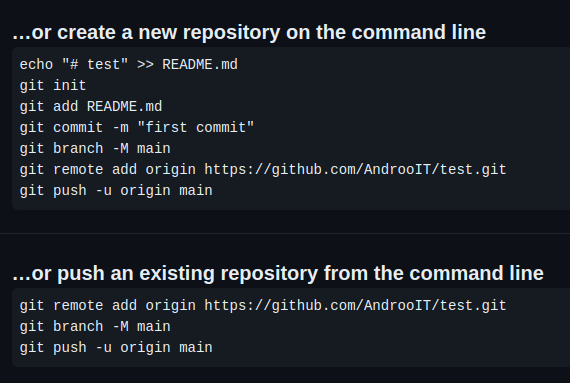 …or create a new repository on the command line
echo "# test" >> README.md
git init
git add README.md
git commit -m "first commit"
git branch -M main
git remote add origin https://github.com/AndrooIT/test.git
git push -u origin main
…or push an existing repository from the command line
git remote add origin https://github.com/AndrooIT/test.git
git branch -M main
git push -u origin main